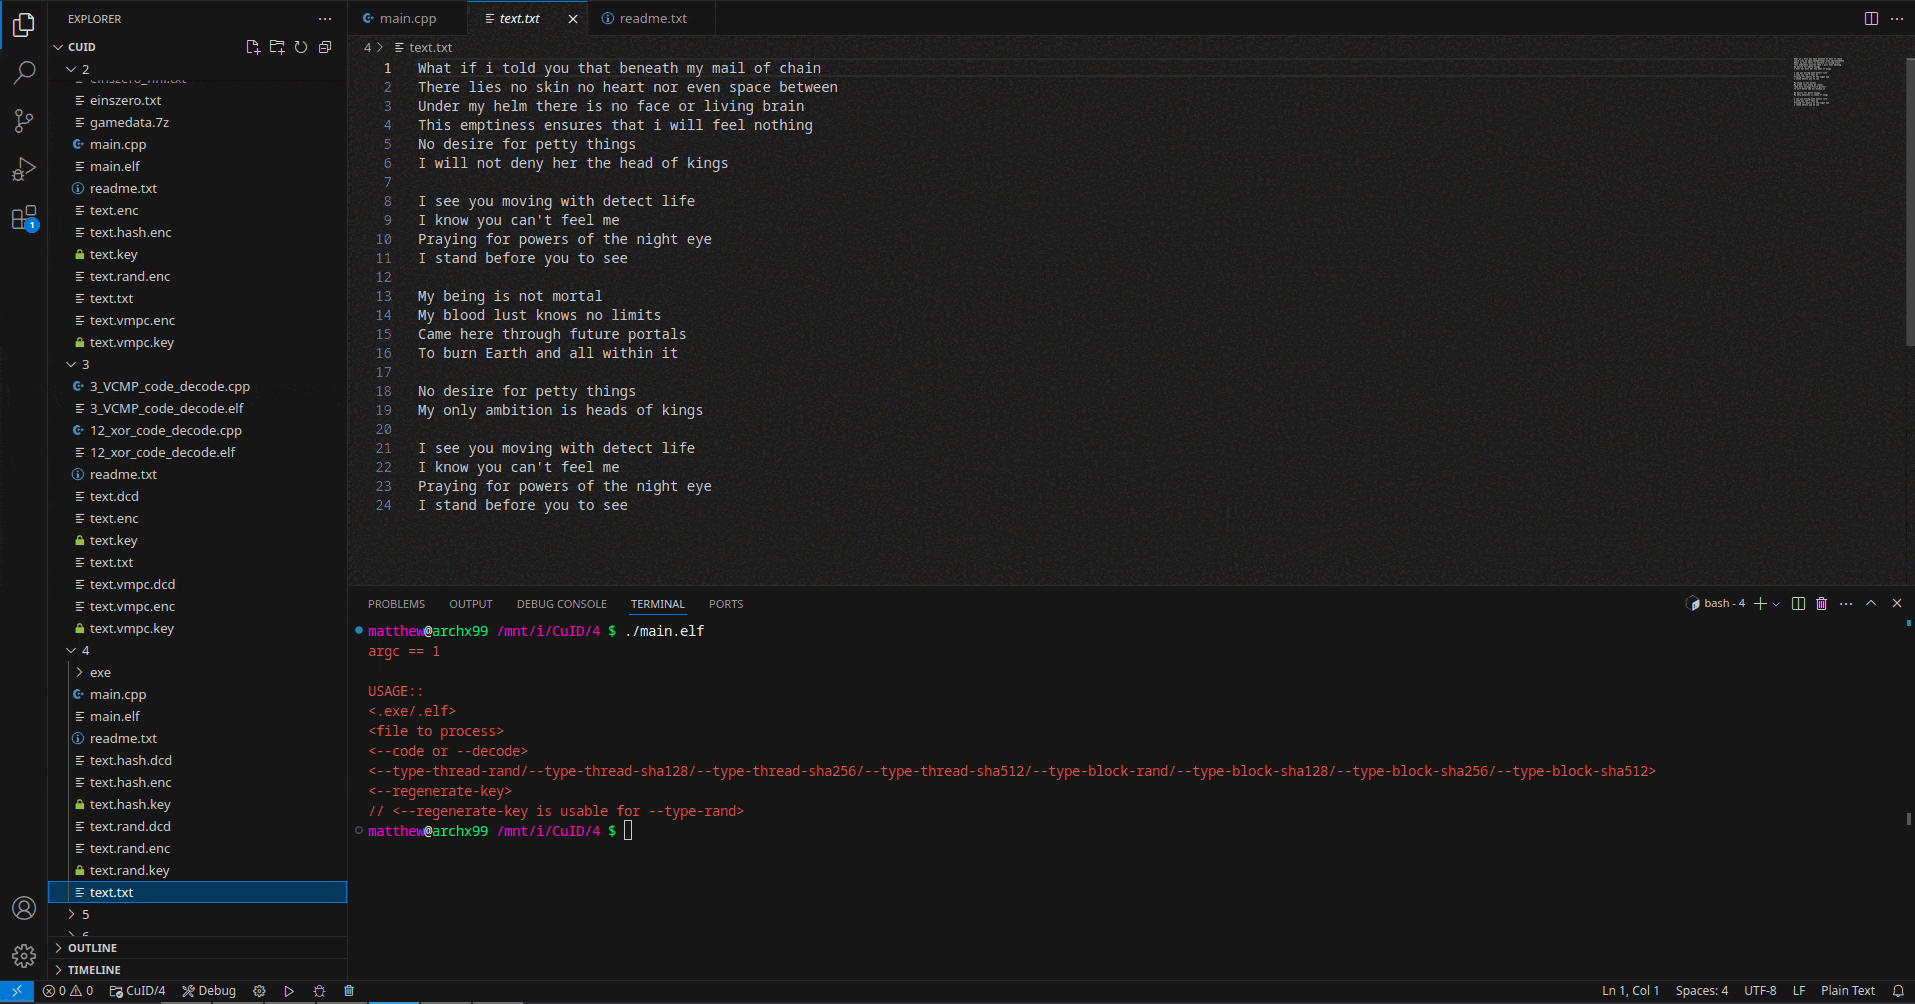 EXPLORER
CUID
2
einszero.txt
gamedata.7z
main.cpp
main.elf
readme.txt
text.enc
text.hash.enc
text.key
text.rand.enc
text.txt
text.vmpc.enc
text.vmpc.key
3
3_VCMP_code_decode.cpp
3_VCMP_code_decode.elf
12_xor_code_decode.cpp
12_xor_code_decode.elf
readme.txt
text.dcd
text.enc
text.key
text.txt
text.vmpc.dcd
text.vmpc.enc
text.vmpc.key
4
exe
main.cpp
main.elf
readme.txt
text.hash.dcd
text.hash.enc
text.hash.key
text.rand.dcd
text.rand.enc
text.rand.key
text.txt
5
OUTLINE
TIMELINE
1
main.cpp text.txt readme.txt
4 > text.txt
1 What if i told you that beneath my mail of chain
2 There lies no skin no heart nor even space between
3 Under my helm there is no face or living brain
4 This emptiness ensures that i will feel nothing
5 No desire for petty things
6 I will not deny her the head of kings
7
8 I see you moving with detect life
9 I know you can't feel me
10 Praying for powers of the night eye
11 I stand before you to see
12
13 My being is not mortal
14 My blood lust knows no limits
15 Came here through future portals
16 To burn Earth and all within it
17
18 No desire for petty things
19 My only ambition is heads of kings
20
21 I see you moving with detect life
22 I know you can't feel me
23 Praying for powers of the night eye
24 I stand before you to see
PROBLEMS OUTPUT DEBUG CONSOLE TERMINAL PORTS
bash - 4
matthew@archx99 /mnt/i/CuID/4 $ ./main.elf
argc == 1
USAGE::
<.exe/.elf>
<file to process>
<--code or --decode>
<--type-thread-rand/--type-thread-sha128/--type-thread-sha256/--type-thread-sha512/--type-block-rand/--type-block-sha128/--type-block-sha256/--type-block-sha512>
<--regenerate-key>
// <--regenerate-key is usable for --type-rand>
matthew@archx99 /mnt/i/CuID/4 $
0 0 CuID/4 Debug
Ln 1, Col 1 Spaces: 4 UTF-8 LF Plain Text